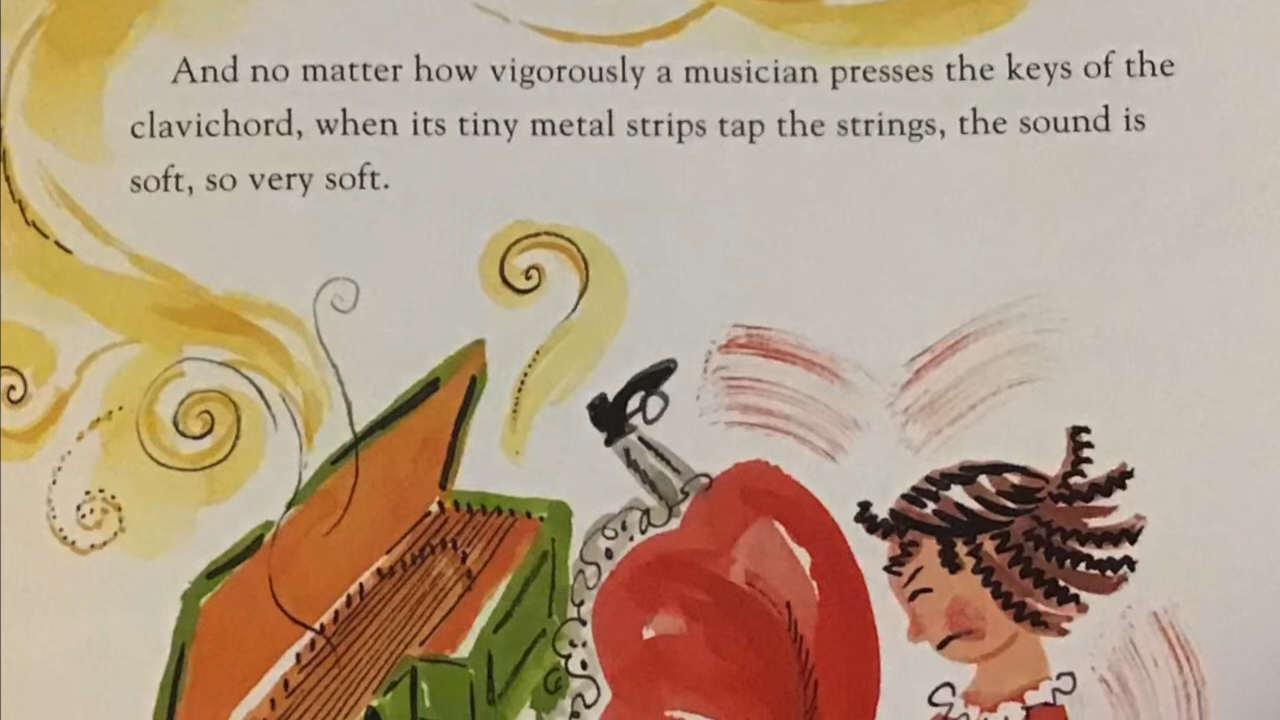 And no matter how vigorously a musician presses the keys of the
clavichord, when its tiny metal strips tap the strings, the sound is
soft, so very soft.